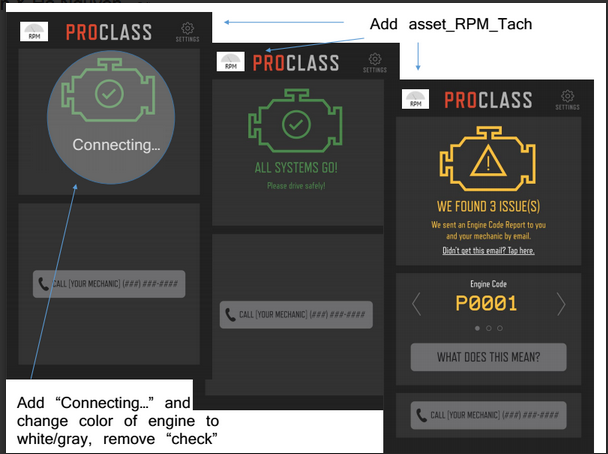 Add asset_RPM_Tach
RPM
PROCLASS
SETTINGS
Connecting…
CALL [YOUR MECHANIC] (###) ###-####
Add “Connecting…” and
change color of engine to
white/gray, remove “check”
RPM
PROCLASS
SETTINGS
ALL SYSTEMS GO!
Please drive safely!
CALL [YOUR MECHANIC] (###) ###-####
RPM
PROCLASS
SETTINGS
WE FOUND 3 ISSUE(S)
We sent an Engine Code Report to you
and your mechanic by email.
Didn't get this email? Tap here.
Engine Code
P0001
WHAT DOES THIS MEAN?
CALL [YOUR MECHANIC] (###) ###-####